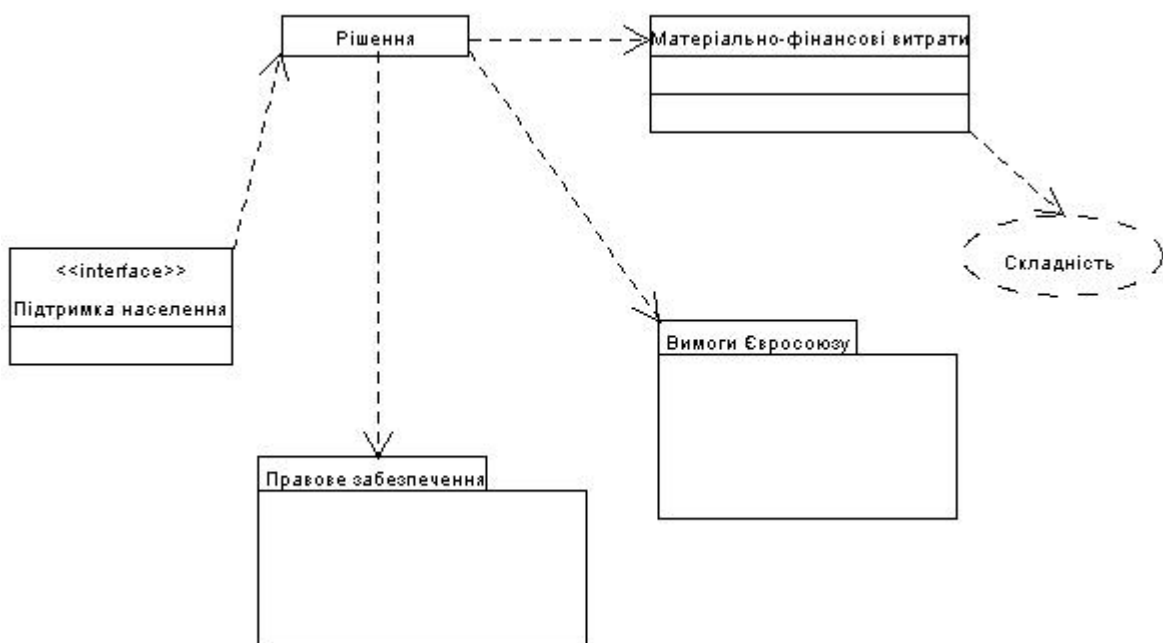 Рішення
Матеріально-фінансові витрати
<<interface>>
Підтримка населення
Складність
Вимоги Євросоюзу
Правове забезпечення